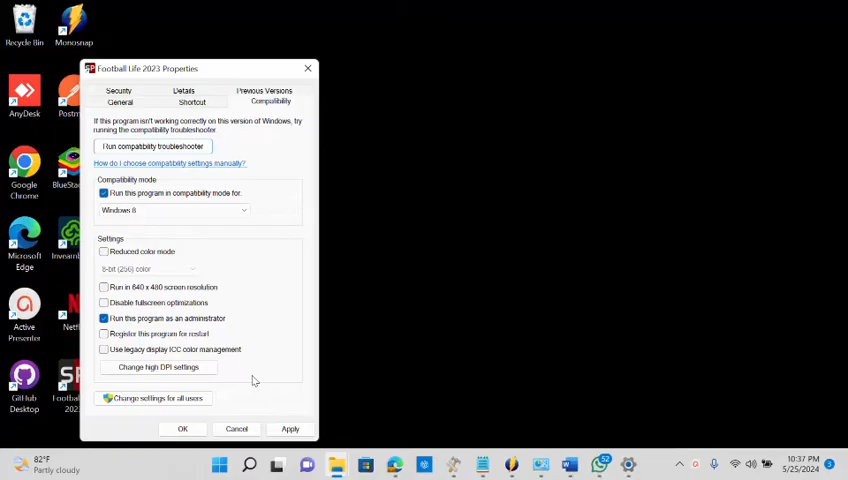 Recycle Bin
Monosnap
AnyDesk
Postm
Google
Chrome
BlueStac
Microsoft
Edge
Invream
Active
Presenter
Netf
GitHub
Desktop
Footba
202
SP Football Life 2023 Properties
Security
Details
Previous Versions
General
Shortcut
Compatibility
If this program isn't working correctly on this version of Windows, try
running the compatibility troubleshooter.
Run compatibility troubleshooter
How do I choose compatibility settings manually?
Compatibility mode
Run this program in compatibility mode for:
Windows 8
Settings
Reduced color mode
8-bit (256) color
Run in 640 x 480 screen resolution
Disable fullscreen optimizations
Run this program as an administrator
Register this program for restart
Use legacy display ICC color management
Change high DPI settings
Change settings for all users
OK
Cancel
Apply
82°F
Partly cloudy
52
10:37 PM
5/25/2024
3